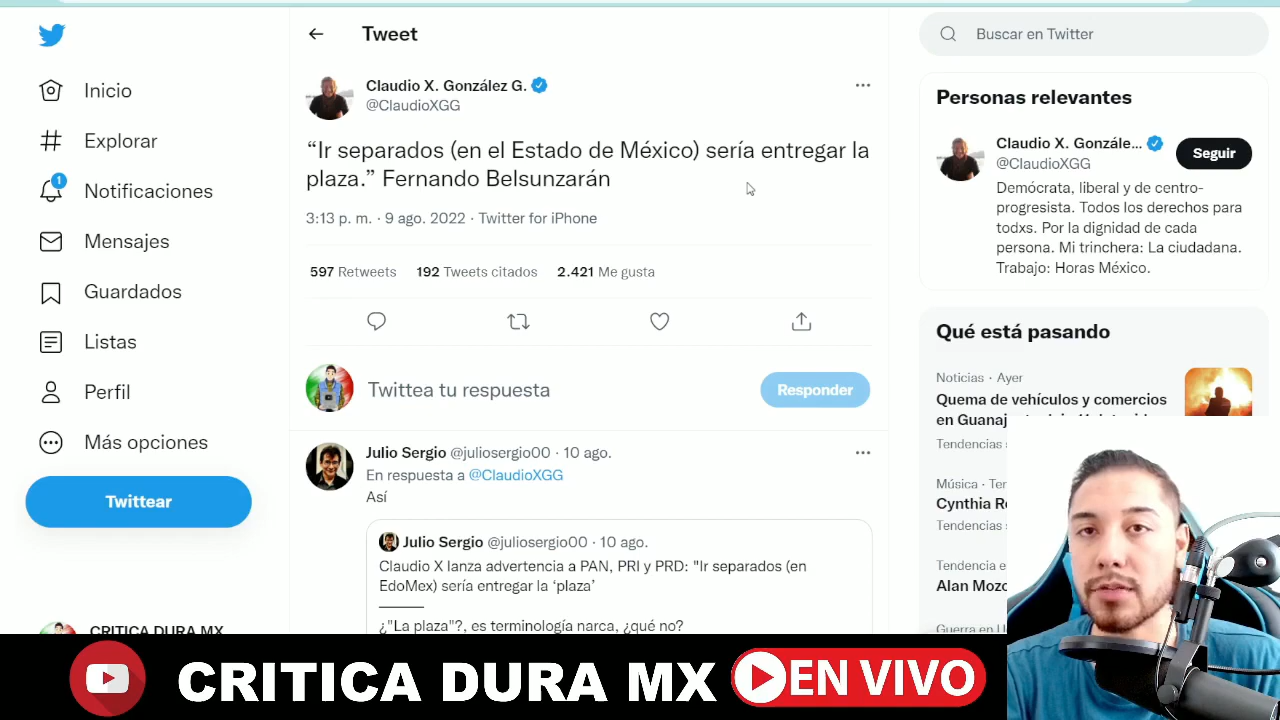 Tweet
Buscar en Twitter
Inicio
Explorar
1
Notificaciones
Mensajes
Guardados
Listas
Perfil
Más opciones
Twittear
CRITICA DURA MX
Claudio X. González G.
@ClaudioXGG
“Ir separados (en el Estado de México) sería entregar la
plaza.” Fernando Belsunzarán
3:13 p. m. · 9 ago. 2022 · Twitter for iPhone
597 Retweets 192 Tweets citados 2.421 Me gusta
Twittea tu respuesta
Responder
Julio Sergio @juliosergio00 · 10 ago.
En respuesta a @ClaudioXGG
Así
Julio Sergio @juliosergio00 · 10 ago.
Claudio X lanza advertencia a PAN, PRI y PRD: "Ir separados (en
EdoMex) sería entregar la ‘plaza’
¿"La plaza"?, es terminología narca, ¿qué no?
Personas relevantes
Claudio X. Gonzále...
@ClaudioXGG
Seguir
Demócrata, liberal y de centro-
progresista. Todos los derechos para
todxs. Por la dignidad de cada
persona. Mi trinchera: La ciudadana.
Trabajo: Horas México.
Qué está pasando
Noticias · Ayer
Quema de vehículos y comercios
en
Tendencias
Música
Cynthia
Tendencias
Tendencia
Alan
Guerra en
CRITICA DURA MX
EN VIVO